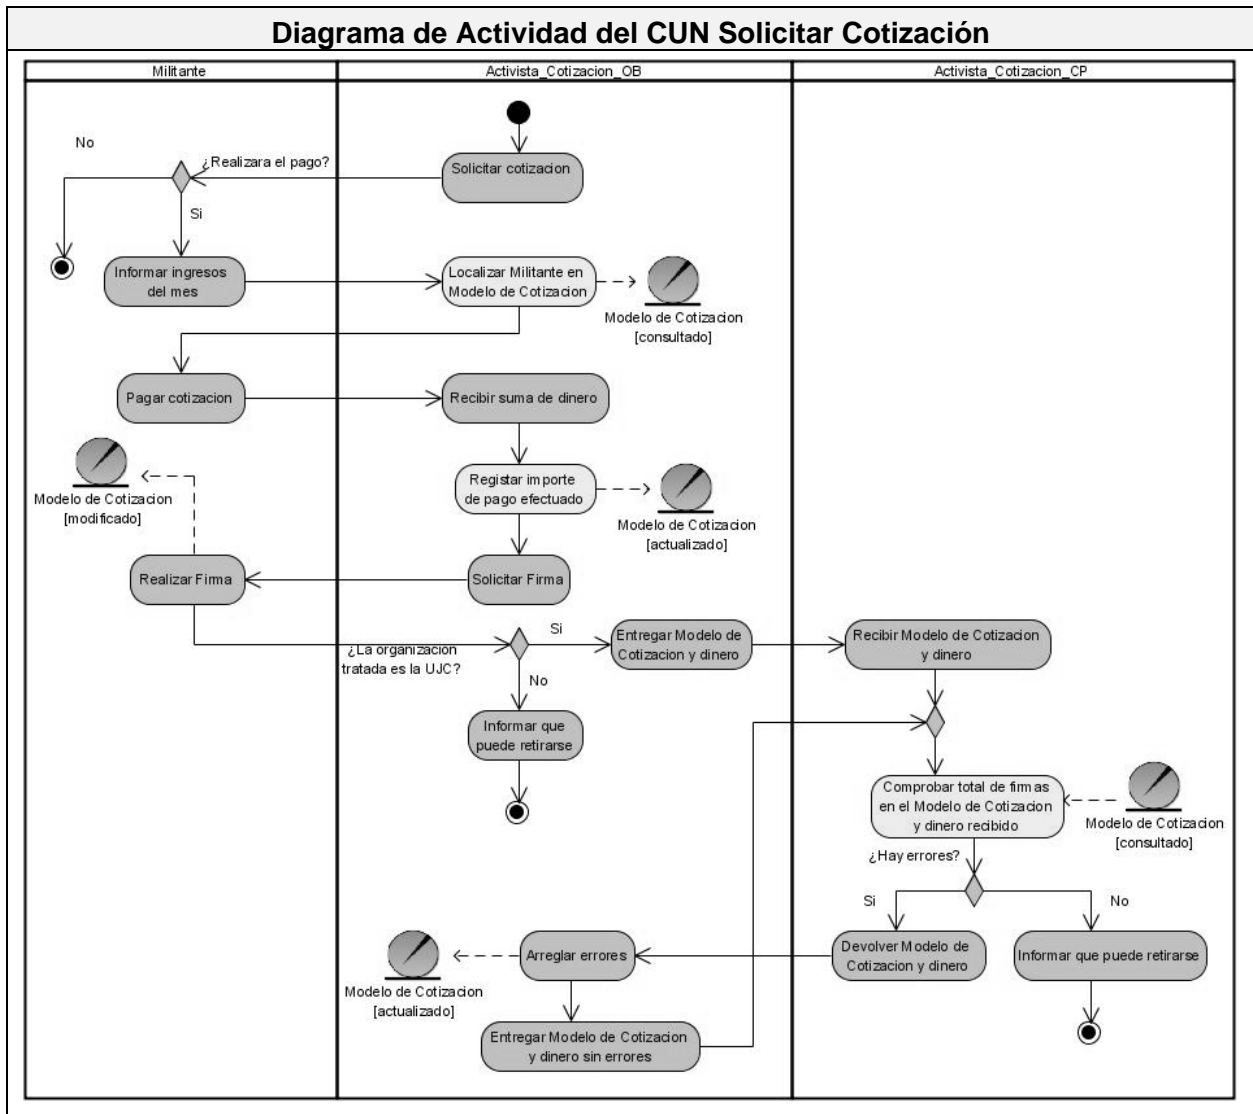 Diagrama de Actividad del CUN Solicitar Cotización
Militante
Activista_Cotizacion_OB
Activista_Cotizacion_CP
No
¿Realizara el pago?
Solicitar cotizacion
Si
Informar ingresos
del mes
Localizar Militante en
Modelo de Cotizacion
Modelo de Cotizacion
[consultado]
Pagar cotizacion
Recibir suma de dinero
Modelo de Cotizacion
[modificado]
Registar importe
de pago efectuado
Modelo de Cotizacion
[actualizado]
Realizar Firma
Solicitar Firma
¿La organizacion
tratada es la UJC?
Si
Entregar Modelo de
Cotizacion y dinero
Recibir Modelo de Cotizacion
y dinero
No
Informar que
puede retirarse
Comprobar total de firmas
en el Modelo de Cotizacion
y dinero recibido
Modelo de Cotizacion
[consultado]
¿Hay errores?
Si
No
Modelo de Cotizacion
[actualizado]
Arreglar errores
Devolver Modelo de
Cotizacion y dinero
Informar que puede retirarse
Entregar Modelo de Cotizacion
y dinero sin errores